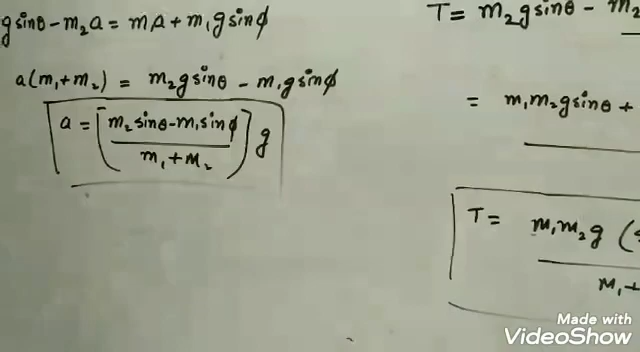 gsinθ - m₂a = mA + m₁gsinϕ
a(m₁+m₂) = m₂gsinθ - m₁gsinϕ
a = [m₂sinθ-m₁sinϕ / m₁+M₂] g
T = m₂gsinθ - m₂
= m₁m₂gsinθ +
T = m₁m₂g (
M₁+
Made with
VideoShow